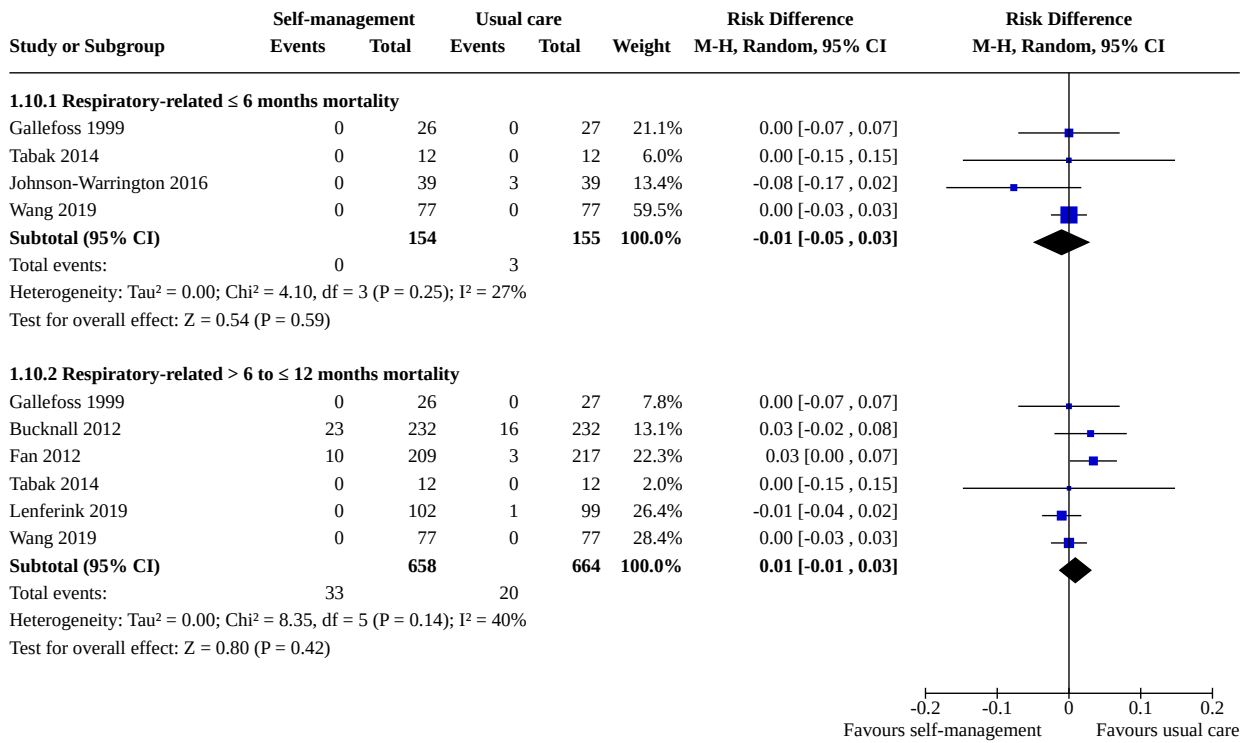 Self-management Usual care Risk Difference Risk Difference
Study or Subgroup Events Total Events Total Weight M-H, Random, 95% CI M-H, Random, 95% CI
1.10.1 Respiratory-related ≤ 6 months mortality
Gallefoss 1999 0 26 0 27 21.1% 0.00 [-0.07 , 0.07]
Tabak 2014 0 12 0 12 6.0% 0.00 [-0.15 , 0.15]
Johnson-Warrington 2016 0 39 3 39 13.4% -0.08 [-0.17 , 0.02]
Wang 2019 0 77 0 77 59.5% 0.00 [-0.03 , 0.03]
Subtotal (95% CI) 154 155 100.0% -0.01 [-0.05 , 0.03]
Total events: 0 3
Heterogeneity: Tau² = 0.00; Chi² = 4.10, df = 3 (P = 0.25); I² = 27%
Test for overall effect: Z = 0.54 (P = 0.59)
1.10.2 Respiratory-related > 6 to ≤ 12 months mortality
Gallefoss 1999 0 26 0 27 7.8% 0.00 [-0.07 , 0.07]
Bucknall 2012 23 232 16 232 13.1% 0.03 [-0.02 , 0.08]
Fan 2012 10 209 3 217 22.3% 0.03 [0.00 , 0.07]
Tabak 2014 0 12 0 12 2.0% 0.00 [-0.15 , 0.15]
Lenferink 2019 0 102 1 99 26.4% -0.01 [-0.04 , 0.02]
Wang 2019 0 77 0 77 28.4% 0.00 [-0.03 , 0.03]
Subtotal (95% CI) 658 664 100.0% 0.01 [-0.01 , 0.03]
Total events: 33 20
Heterogeneity: Tau² = 0.00; Chi² = 8.35, df = 5 (P = 0.14); I² = 40%
Test for overall effect: Z = 0.80 (P = 0.42)
-0.2 -0.1 0 0.1 0.2
Favours self-management Favours usual care